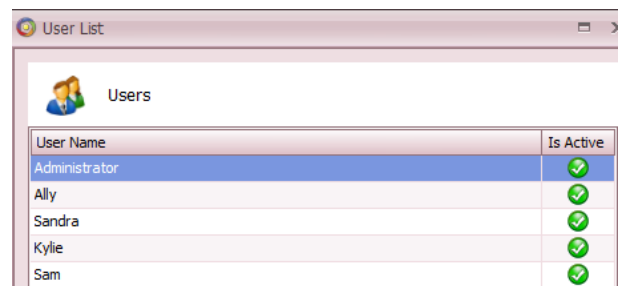 User List
Users
User Name Is Active
Administrator
Ally
Sandra
Kylie
Sam